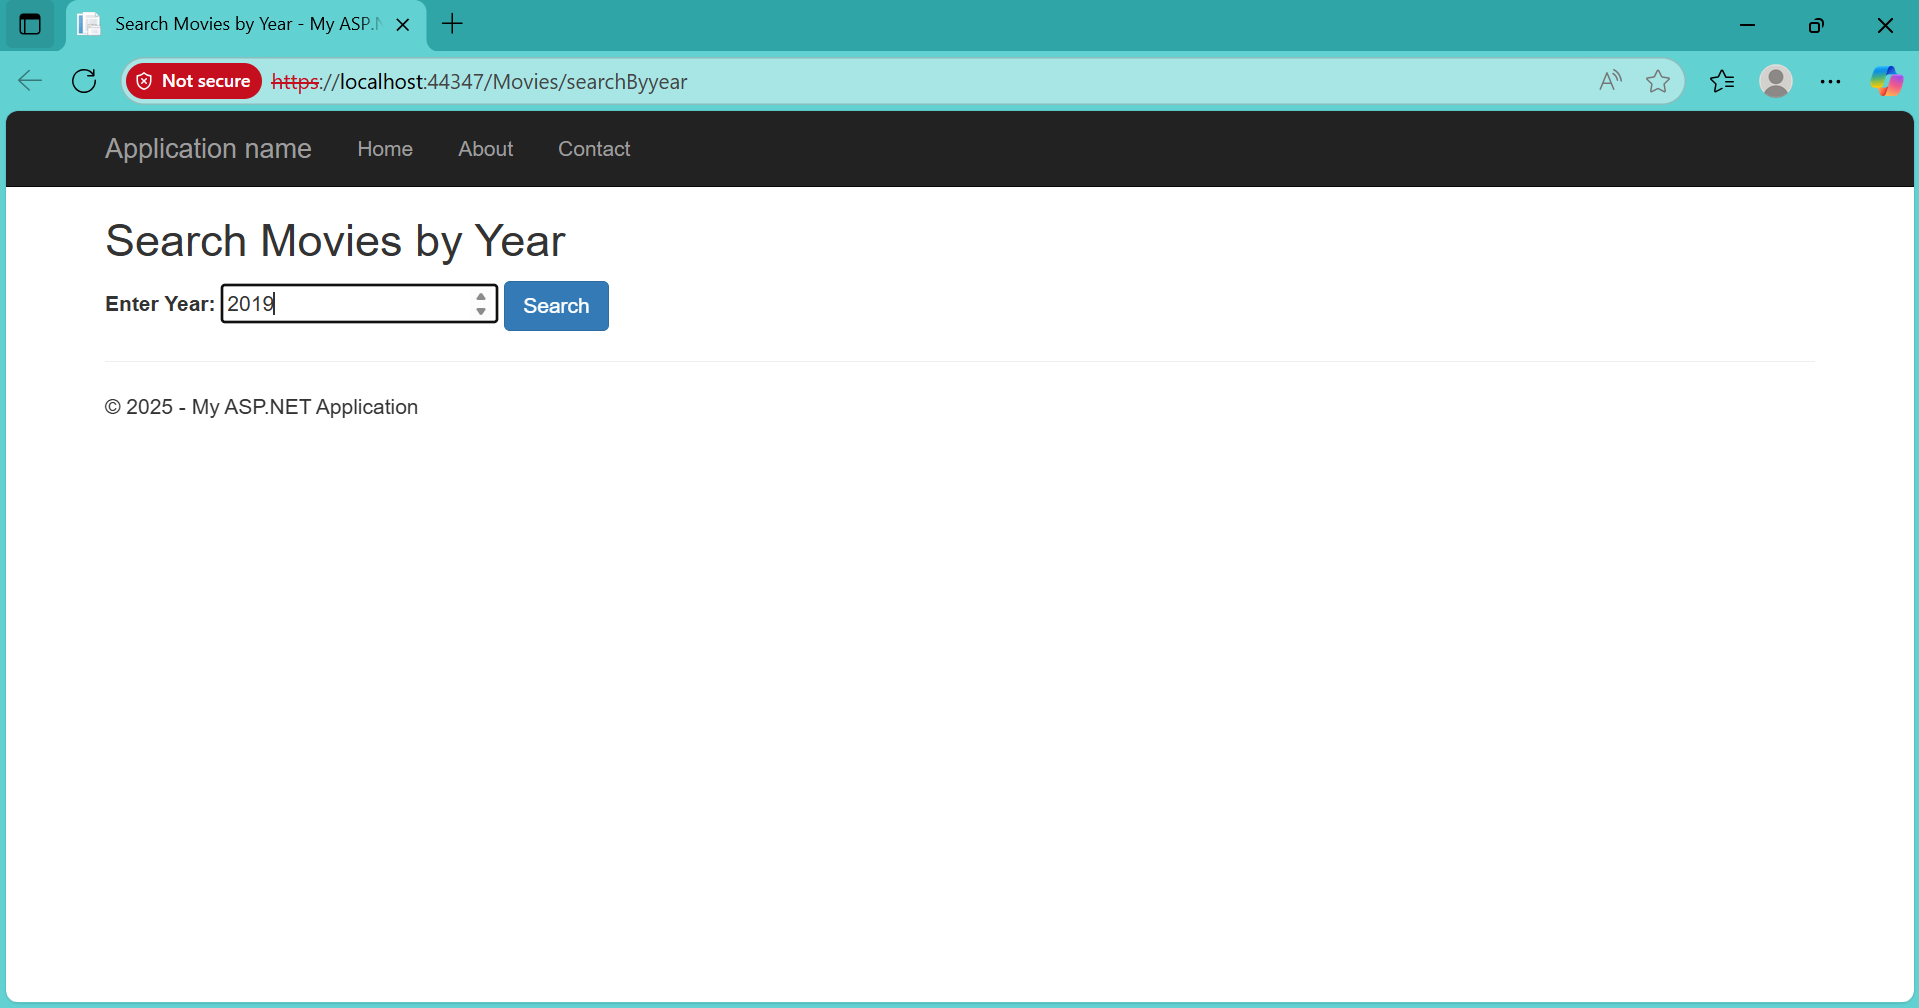 Search Movies by Year - My ASP.N
Not secure https://localhost:44347/Movies/searchByyear
Application name Home About Contact
Search Movies by Year
Enter Year: 2019 Search
© 2025 - My ASP.NET Application